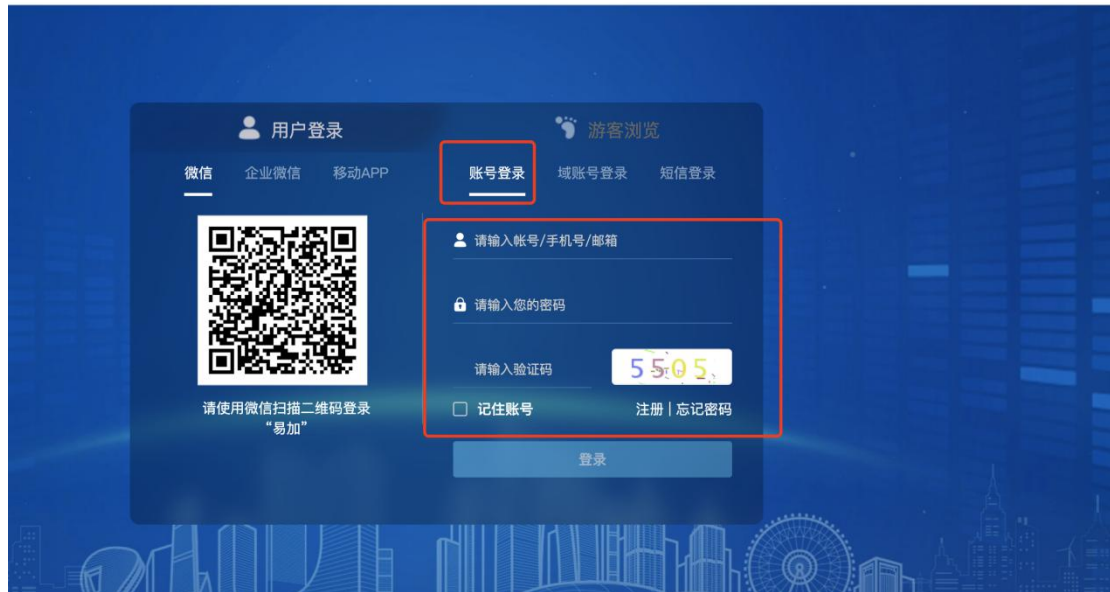 用户登录
游客浏览
微信 企业微信 移动APP
账号登录 域账号登录 短信登录
请输入帐号/手机号/邮箱
请输入您的密码
请输入验证码 5505
请使用微信扫描二维码登录
“易加”
记住账号 注册 | 忘记密码
登录